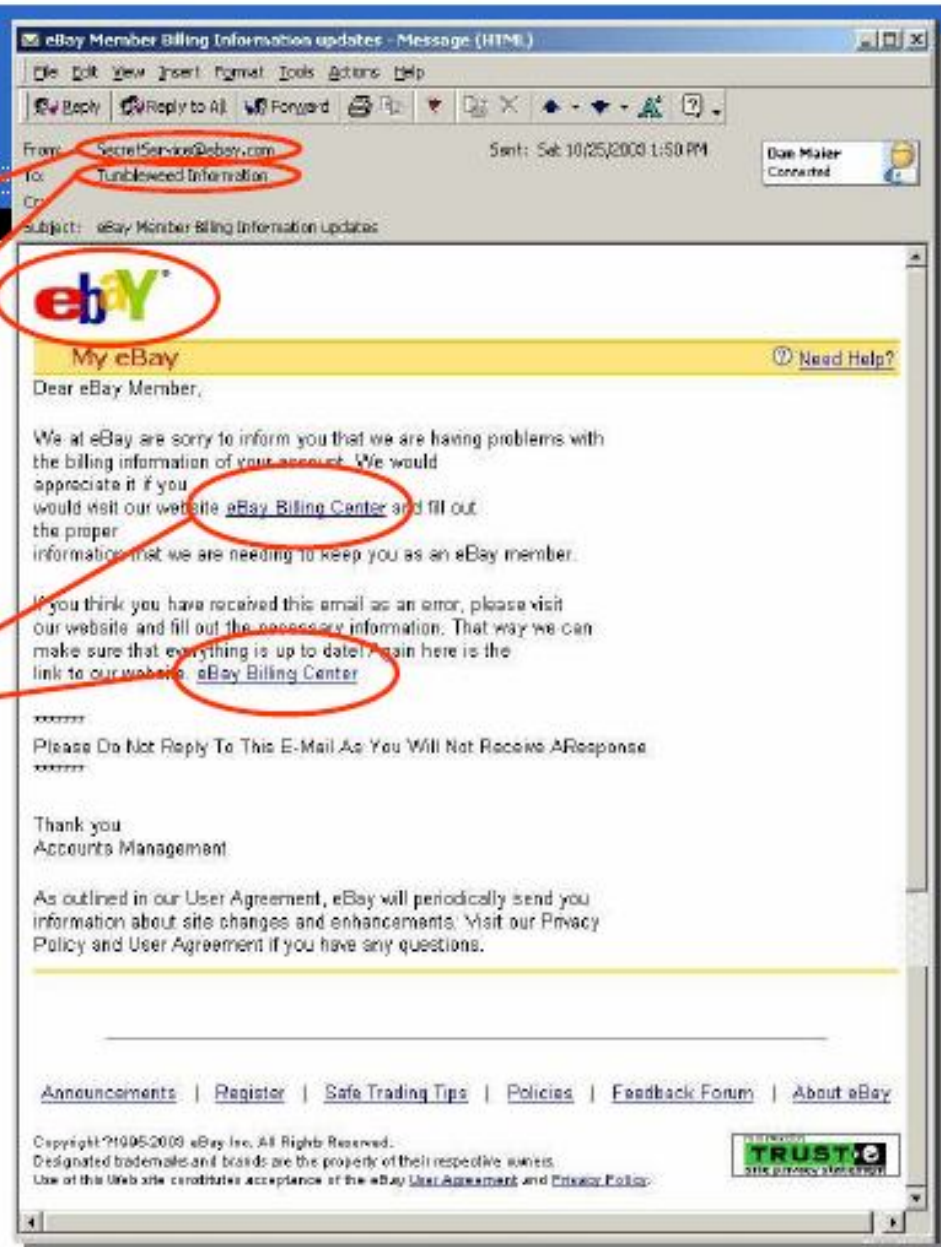 eBay Member Billing Information updates - Message (HTML)
File Edit View Insert Format Tools Actions Help
Reply Reply to All Forward
From: SecretService@ebay.com Sent: Sat 10/25/2003 1:50 PM
To: Tumbleweed Information
Dan Maier
Connected
Cc:
Subject: eBay Member Billing Information updates
ebaY
My eBay Need Help?
Dear eBay Member,
We at eBay are sorry to inform you that we are having problems with
the billing information of your account. We would
appreciate it if you
would visit our website eBay Billing Center and fill out
the proper
information that we are needing to keep you as an eBay member.
If you think you have received this email as an error, please visit
our website and fill out the necessary information. That way we can
make sure that everything is up to date! Again here is the
link to our website. eBay Billing Center
*******
Please Do Not Reply To This E-Mail As You Will Not Receive AResponse
*******
Thank you
Accounts Management
As outlined in our User Agreement, eBay will periodically send you
information about site changes and enhancements. Visit our Privacy
Policy and User Agreement if you have any questions.
Announcements | Register | Safe Trading Tips | Policies | Feedback Forum | About eBay
Copyright ?1995-2003 eBay Inc. All Rights Reserved.
Designated trademarks and brands are the property of their respective owners.
Use of this Web site constitutes acceptance of the eBay User Agreement and Privacy Policy.
TRUSTe
site privacy statement